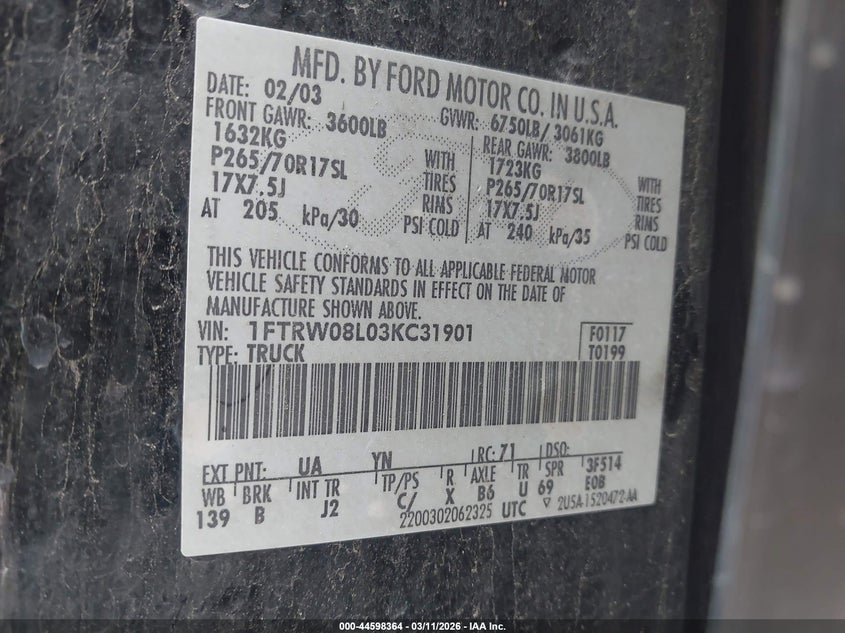 MFD. BY FORD MOTOR CO. IN U.S.A.
DATE: 02/03 GVWR: 6750LB/ 3061KG
FRONT GAWR: 3600LB REAR GAWR: 3800LB
1632KG WITH 1723KG WITH
P265/70R17SL TIRES P265/70R17SL TIRES
17X7.5J RIMS 17X7.5J RIMS
AT 205 kPa/30 PSI COLD AT 240 kPa/35 PSI COLD
THIS VEHICLE CONFORMS TO ALL APPLICABLE FEDERAL MOTOR
VEHICLE SAFETY STANDARDS IN EFFECT ON THE DATE OF
MANUFACTURE SHOWN ABOVE.
VIN: 1FTRW08L03KC31901 F0117
TYPE: TRUCK T0199
EXT PNT: UA YN RC: 71 DSO:
WB BRK INT TR TP/PS R AXLE TR SPR 3F514
139 B J2 C/ X B6 U 69 E0B
2200302062325 UTC ▽ 2U5A-1520472-AA
000-44598364 - 03/11/2026 - IAA Inc.